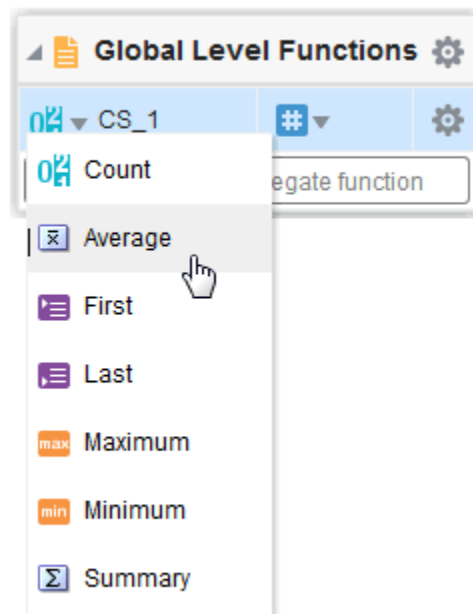 Global Level Functions
CS_1
Count
egate function
Average
First
Last
max Maximum
min Minimum
Σ Summary